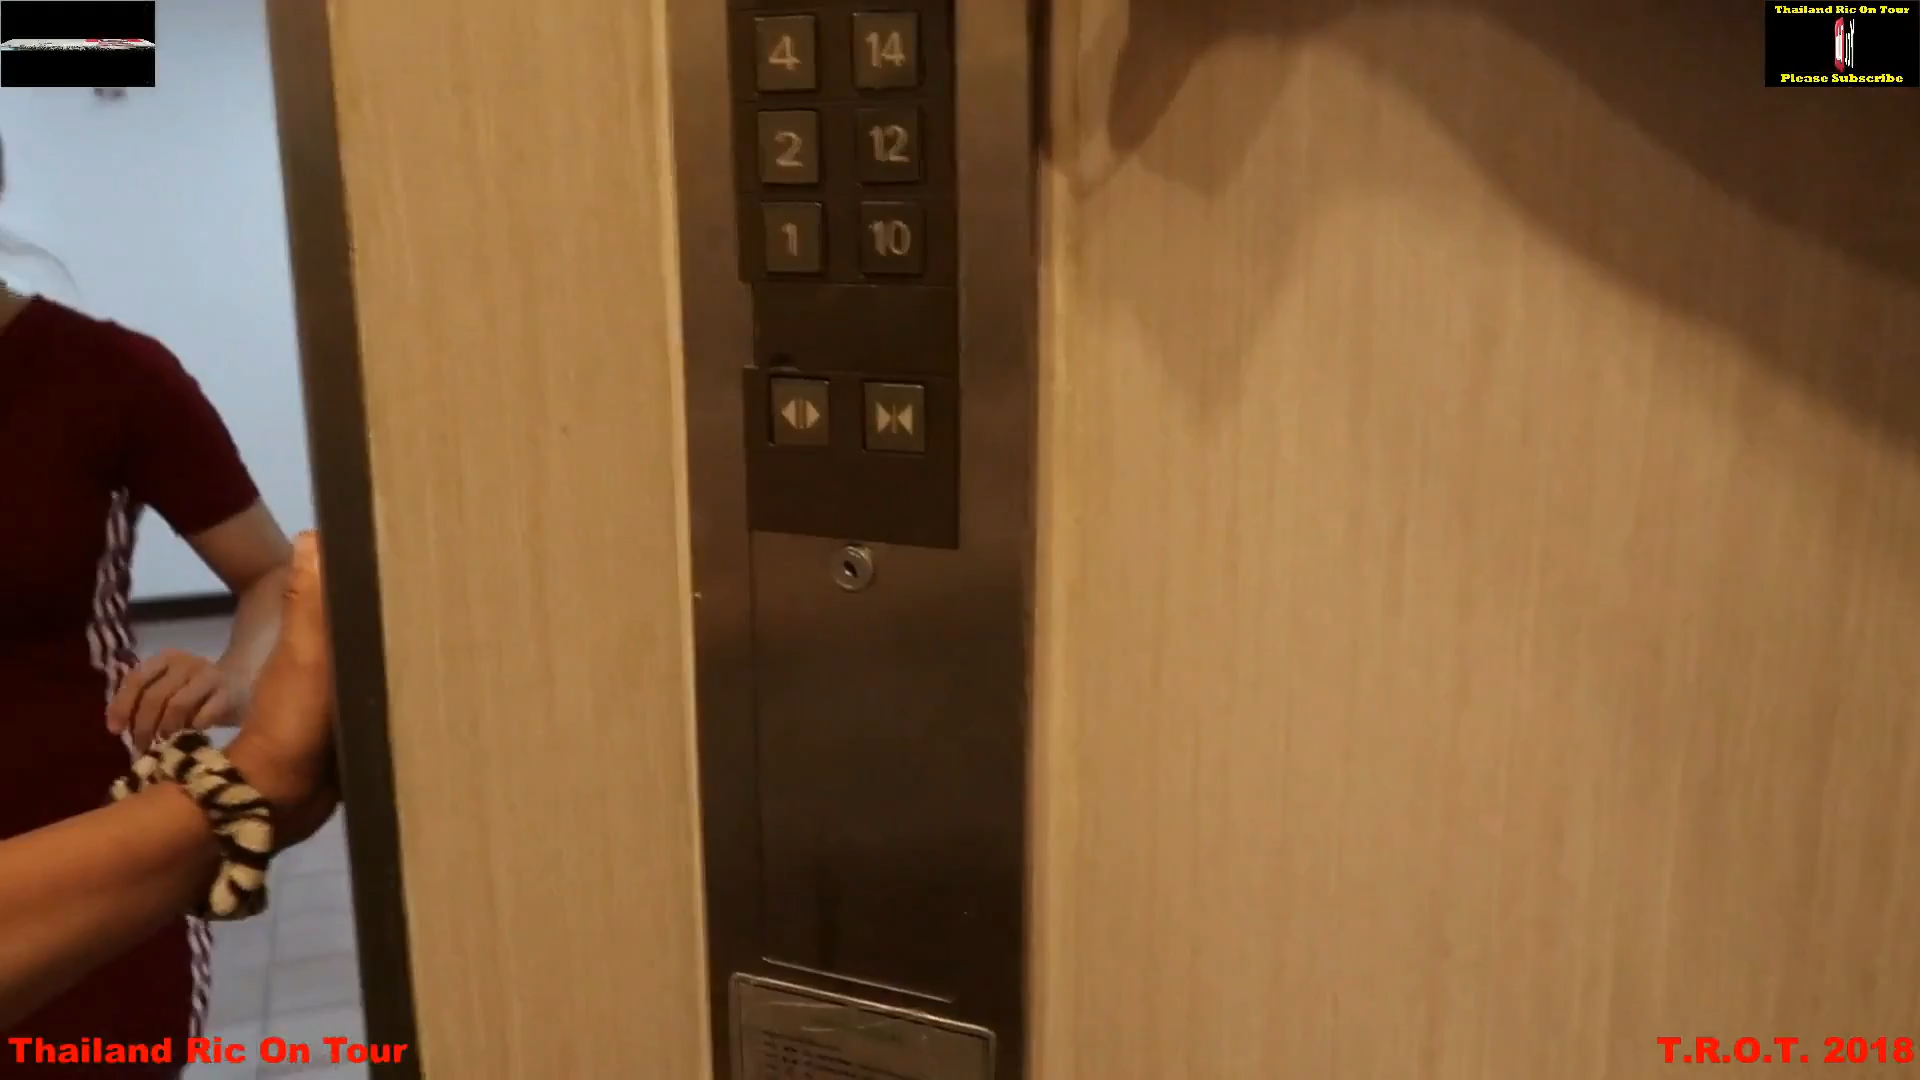 Thailand Ric On Tour
Please Subscribe
4 14
2 12
1 10
Thailand Ric On Tour
T.R.O.T. 2018